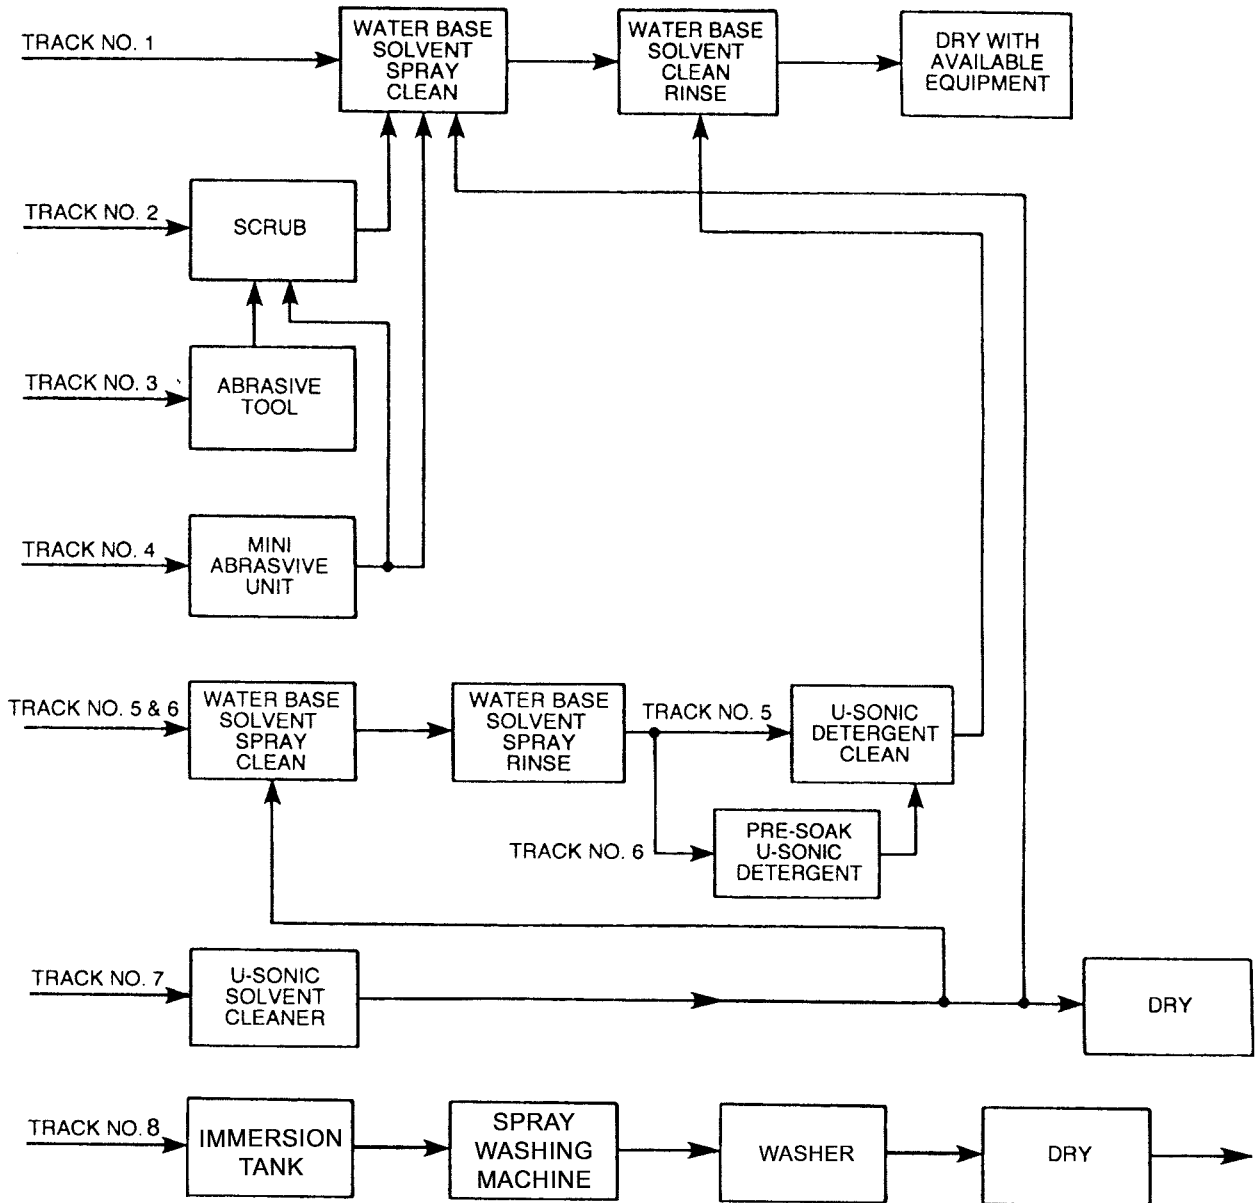 TRACK NO. 1
WATER BASE
SOLVENT
SPRAY
CLEAN
WATER BASE
SOLVENT
CLEAN
RINSE
DRY WITH
AVAILABLE
EQUIPMENT
TRACK NO. 2
SCRUB
TRACK NO. 3
ABRASIVE
TOOL
TRACK NO. 4
MINI
ABRASVIVE
UNIT
TRACK NO. 5 & 6
WATER BASE
SOLVENT
SPRAY
CLEAN
WATER BASE
SOLVENT
SPRAY
RINSE
TRACK NO. 5
U-SONIC
DETERGENT
CLEAN
TRACK NO. 6
PRE-SOAK
U-SONIC
DETERGENT
TRACK NO. 7
U-SONIC
SOLVENT
CLEANER
DRY
TRACK NO. 8
IMMERSION
TANK
SPRAY
WASHING
MACHINE
WASHER
DRY